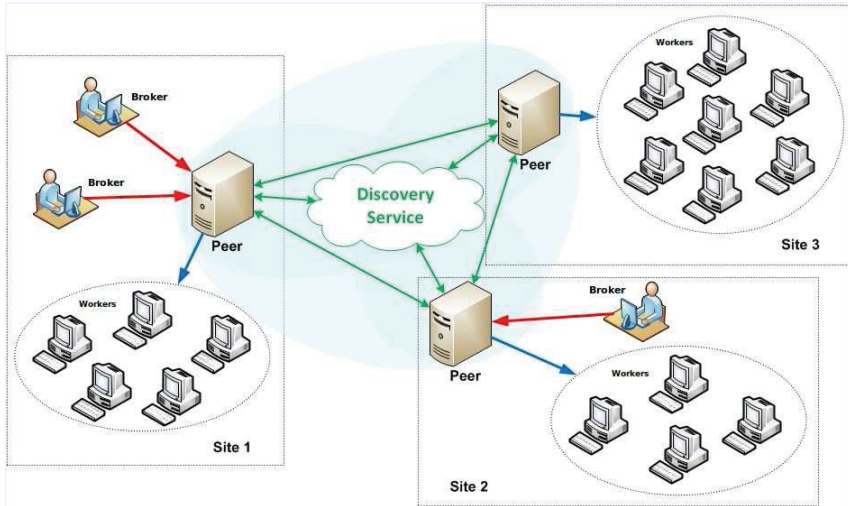 Broker
Broker
Peer
Workers
Site 1
Discovery
Service
Workers
Peer
Site 3
Broker
Peer
Workers
Site 2